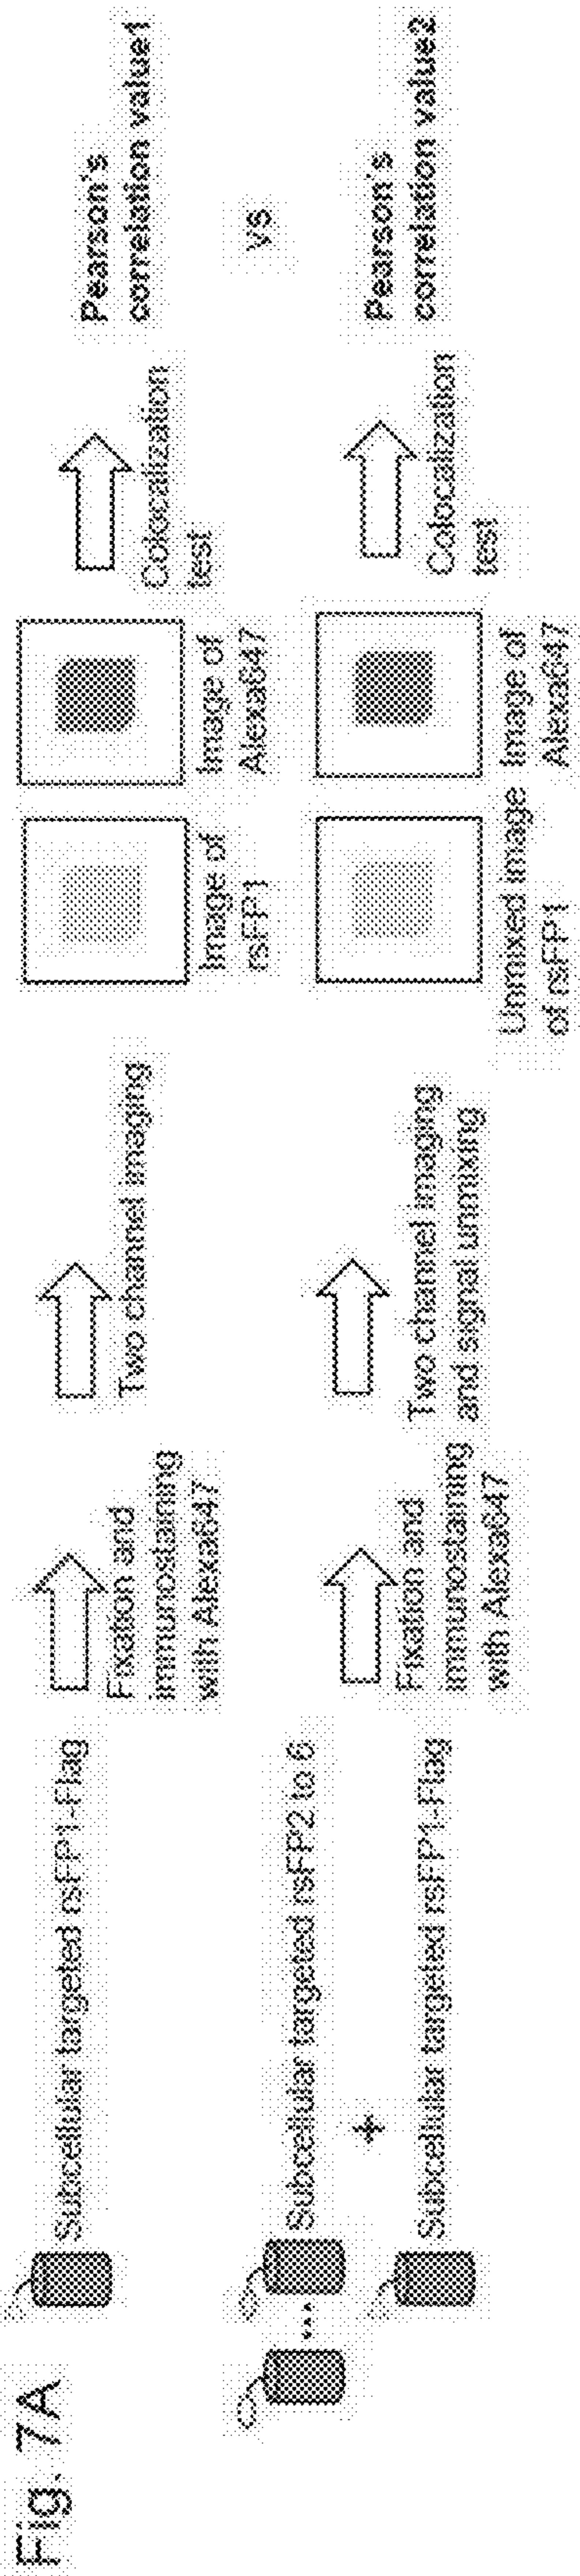 Fig. 7A
Subcellular targeted rsFP1-Flag
Fixation and
immunostaining
with Alexa647
Two channel imaging
Image of
rsFP1
Image of
Alexa647
Colocalization
test
Pearson's
correlation value1
vs
Subcellular targeted rsFP2 to 6
+
Subcellular targeted rsFP1-Flag
Fixation and
immunostaining
with Alexa647
Two channel imaging
and signal unmixing
Unmixed image
of rsFP1
Image of
Alexa647
Colocalization
test
Pearson's
correlation value2